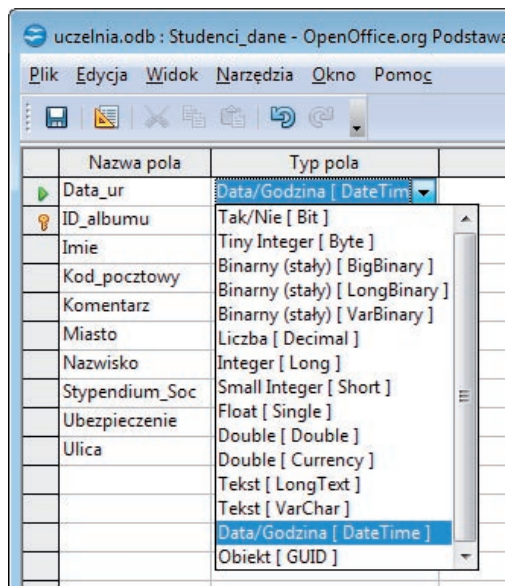 uczelnia.odb : Studenci_dane - OpenOffice.org Podstawa
Plik Edycja Widok Narzędzia Okno Pomoc
Nazwa pola Typ pola
Data_ur Data/Godzina [ DateTim
ID_albumu
Imie
Kod_pocztowy
Komentarz
Miasto
Nazwisko
Stypendium_Soc
Ubezpieczenie
Ulica
Tak/Nie [ Bit ]
Tiny Integer [ Byte ]
Binarny (stały) [ BigBinary ]
Binarny (stały) [ LongBinary ]
Binarny (stały) [ VarBinary ]
Liczba [ Decimal ]
Integer [ Long ]
Small Integer [ Short ]
Float [ Single ]
Double [ Double ]
Double [ Currency ]
Tekst [ LongText ]
Tekst [ VarChar ]
Data/Godzina [ DateTime ]
Obiekt [ GUID ]